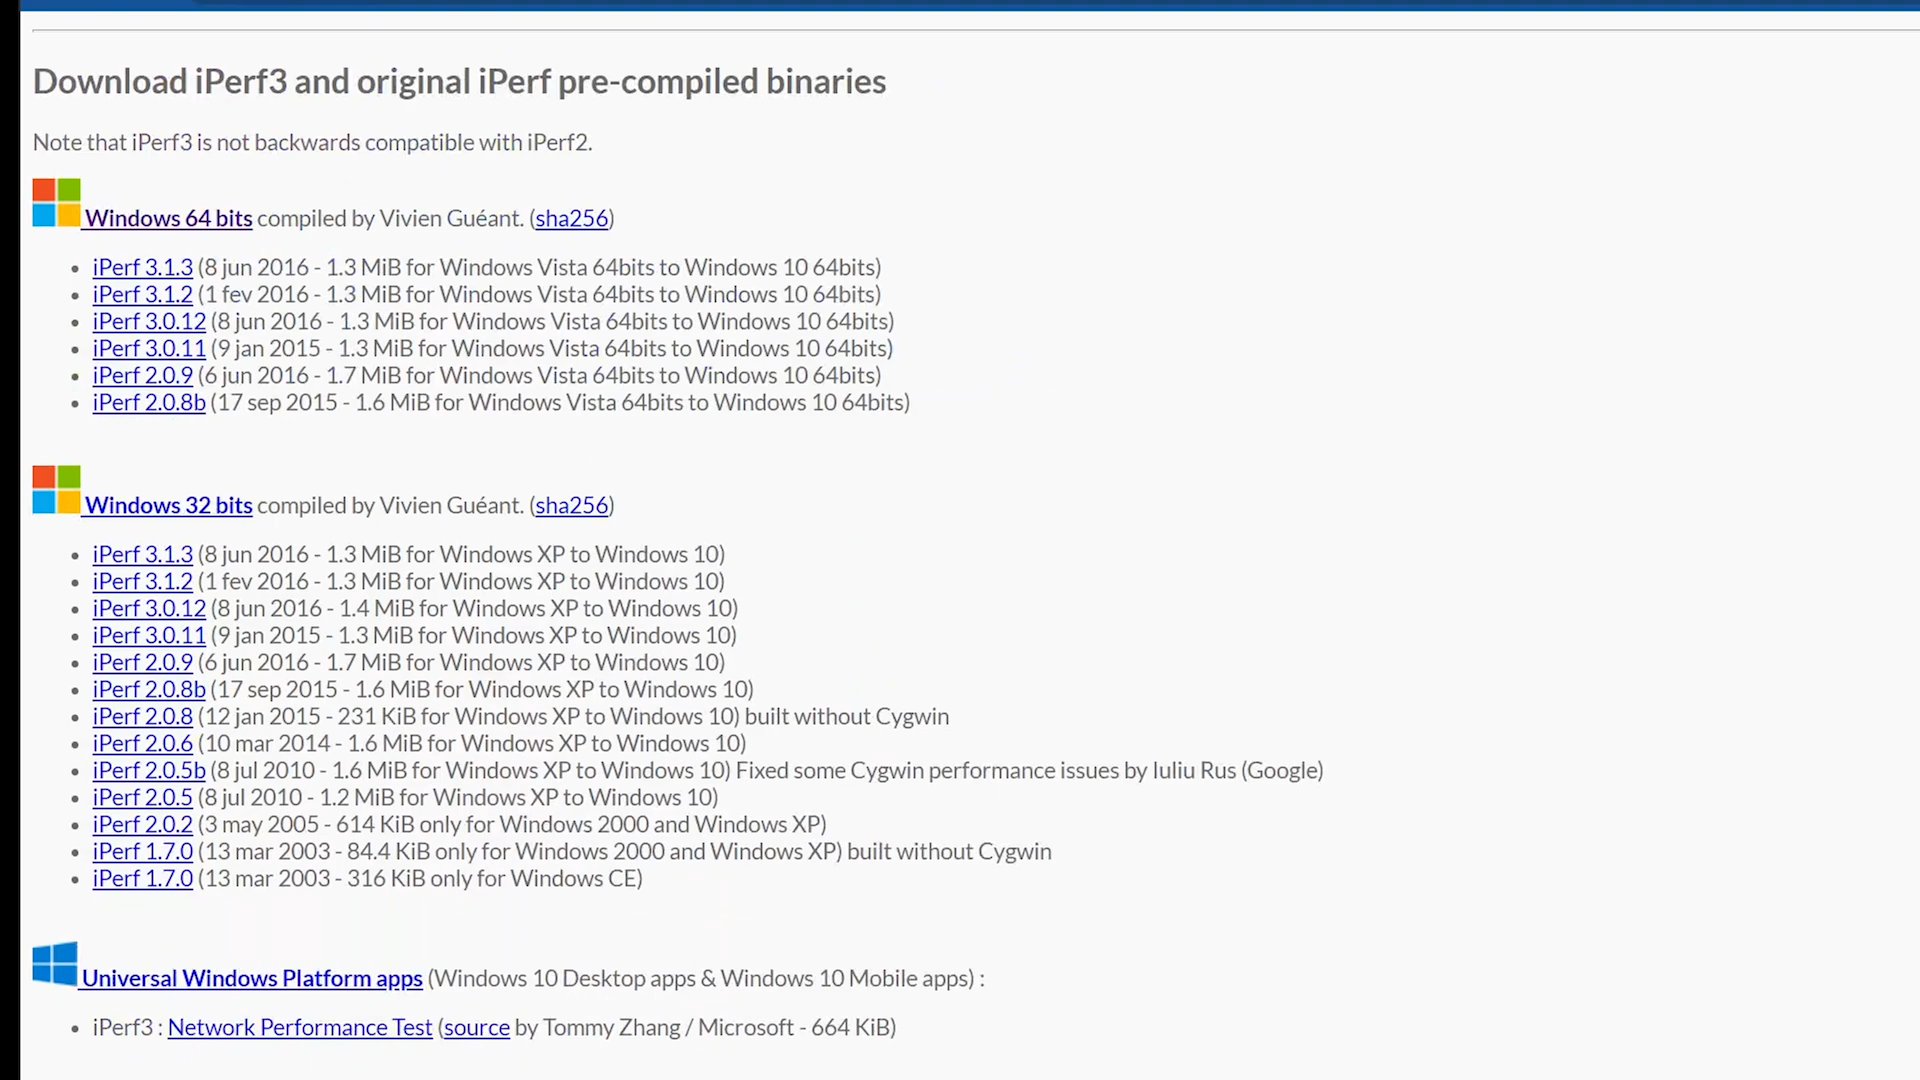 Download iPerf3 and original iPerf pre-compiled binaries
Note that iPerf3 is not backwards compatible with iPerf2.
Windows 64 bits compiled by Vivien Guéant. (sha256)
• iPerf 3.1.3 (8 jun 2016 - 1.3 MiB for Windows Vista 64bits to Windows 10 64bits)
• iPerf 3.1.2 (1 fev 2016 - 1.3 MiB for Windows Vista 64bits to Windows 10 64bits)
• iPerf 3.0.12 (8 jun 2016 - 1.3 MiB for Windows Vista 64bits to Windows 10 64bits)
• iPerf 3.0.11 (9 jan 2015 - 1.3 MiB for Windows Vista 64bits to Windows 10 64bits)
• iPerf 2.0.9 (6 jun 2016 - 1.7 MiB for Windows Vista 64bits to Windows 10 64bits)
• iPerf 2.0.8b (17 sep 2015 - 1.6 MiB for Windows Vista 64bits to Windows 10 64bits)
Windows 32 bits compiled by Vivien Guéant. (sha256)
• iPerf 3.1.3 (8 jun 2016 - 1.3 MiB for Windows XP to Windows 10)
• iPerf 3.1.2 (1 fev 2016 - 1.3 MiB for Windows XP to Windows 10)
• iPerf 3.0.12 (8 jun 2016 - 1.4 MiB for Windows XP to Windows 10)
• iPerf 3.0.11 (9 jan 2015 - 1.3 MiB for Windows XP to Windows 10)
• iPerf 2.0.9 (6 jun 2016 - 1.7 MiB for Windows XP to Windows 10)
• iPerf 2.0.8b (17 sep 2015 - 1.6 MiB for Windows XP to Windows 10)
• iPerf 2.0.8 (12 jan 2015 - 231 KiB for Windows XP to Windows 10) built without Cygwin
• iPerf 2.0.6 (10 mar 2014 - 1.6 MiB for Windows XP to Windows 10)
• iPerf 2.0.5b (8 jul 2010 - 1.6 MiB for Windows XP to Windows 10) Fixed some Cygwin performance issues by Iuliu Rus (Google)
• iPerf 2.0.5 (8 jul 2010 - 1.2 MiB for Windows XP to Windows 10)
• iPerf 2.0.2 (3 may 2005 - 614 KiB only for Windows 2000 and Windows XP)
• iPerf 1.7.0 (13 mar 2003 - 84.4 KiB only for Windows 2000 and Windows XP) built without Cygwin
• iPerf 1.7.0 (13 mar 2003 - 316 KiB only for Windows CE)
Universal Windows Platform apps (Windows 10 Desktop apps & Windows 10 Mobile apps) :
• iPerf3 : Network Performance Test (source by Tommy Zhang / Microsoft - 664 KiB)